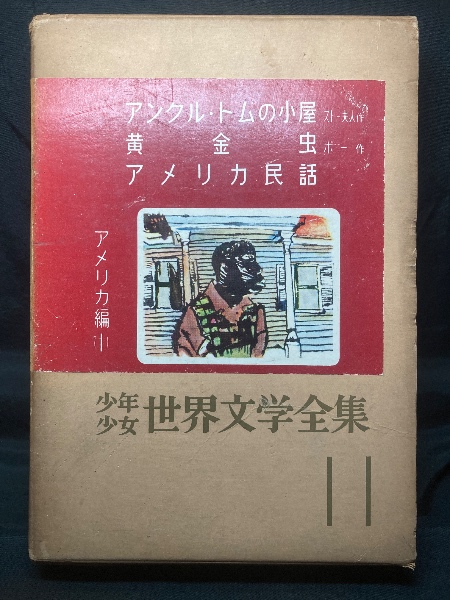 アンクル・トムの小屋 ストー夫人作
黄金虫 ポー作
アメリカ民話
アメリカ編 11
少年少女世界文学全集
11